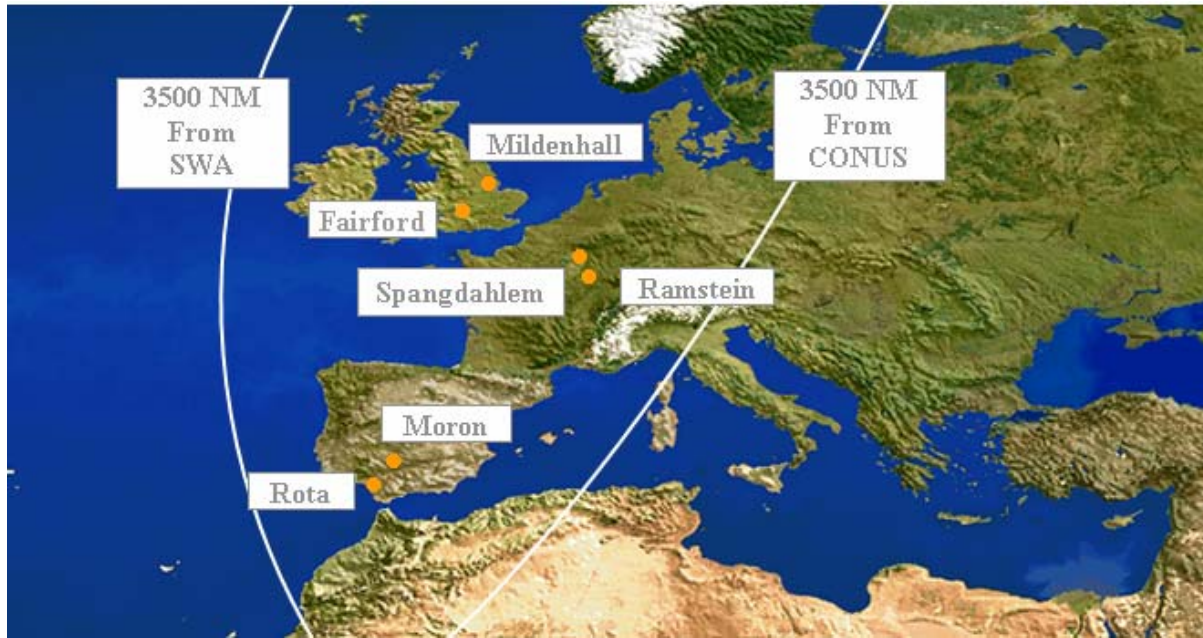 3500 NM
From
SWA
3500 NM
From
CONUS
Mildenhall
Fairford
Spangdahlem
Ramstein
Moron
Rota